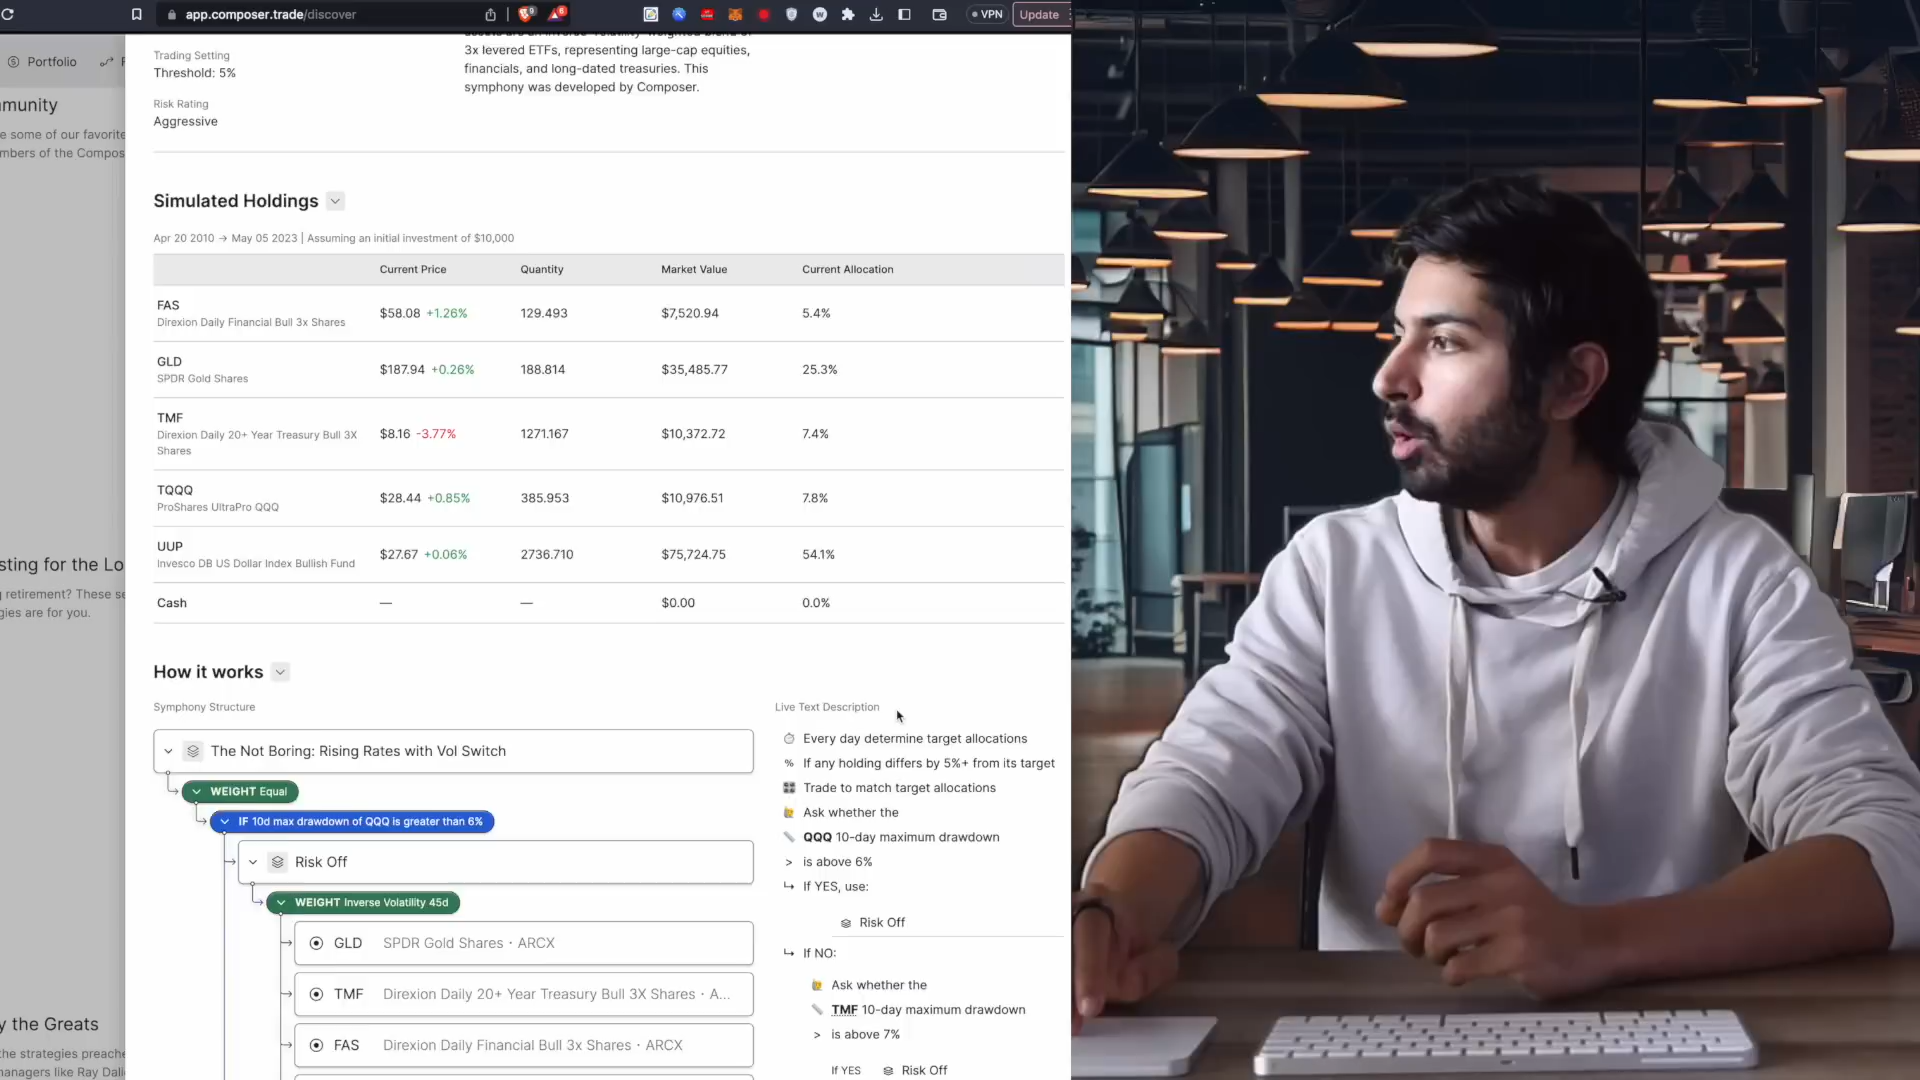 app.composer.trade/discover
VPN
Update
Portfolio
munity
e some of our favorite
mbers of the Compos
sting for the Lo
g retirement? These se
gies are for you.
y the Greats
the strategies preache
managers like Ray Dali
Trading Setting
Threshold: 5%
Risk Rating
Aggressive
assets are an inverse-volatility-weighted blend of
3x levered ETFs, representing large-cap equities,
financials, and long-dated treasuries. This
symphony was developed by Composer.
Simulated Holdings
Apr 20 2010 → May 05 2023 | Assuming an initial investment of $10,000
Current Price Quantity Market Value Current Allocation
FAS
Direxion Daily Financial Bull 3x Shares
$58.08 +1.26% 129.493 $7,520.94 5.4%
GLD
SPDR Gold Shares
$187.94 +0.26% 188.814 $35,485.77 25.3%
TMF
Direxion Daily 20+ Year Treasury Bull 3X
Shares
$8.16 -3.77% 1271.167 $10,372.72 7.4%
TQQQ
ProShares UltraPro QQQ
$28.44 +0.85% 385.953 $10,976.51 7.8%
UUP
Invesco DB US Dollar Index Bullish Fund
$27.67 +0.06% 2736.710 $75,724.75 54.1%
Cash — — $0.00 0.0%
How it works
Symphony Structure
The Not Boring: Rising Rates with Vol Switch
WEIGHT Equal
IF 10d max drawdown of QQQ is greater than 6%
Risk Off
WEIGHT Inverse Volatility 45d
GLD SPDR Gold Shares · ARCX
TMF Direxion Daily 20+ Year Treasury Bull 3X Shares · A...
FAS Direxion Daily Financial Bull 3x Shares · ARCX
Live Text Description
Every day determine target allocations
% If any holding differs by 5%+ from its target
Trade to match target allocations
Ask whether the
QQQ 10-day maximum drawdown
> is above 6%
↳ If YES, use:
Risk Off
↳ If NO:
Ask whether the
TMF 10-day maximum drawdown
> is above 7%
If YES Risk Off